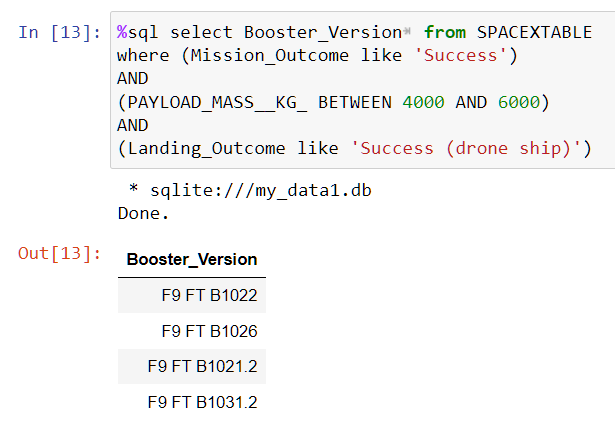 In [13]: %sql select Booster_Version from SPACEXTABLE
where (Mission_Outcome like 'Success')
AND
(PAYLOAD_MASS__KG_ BETWEEN 4000 AND 6000)
AND
(Landing_Outcome like 'Success (drone ship)')
* sqlite:///my_data1.db
Done.
Out[13]: Booster_Version
F9 FT B1022
F9 FT B1026
F9 FT B1021.2
F9 FT B1031.2